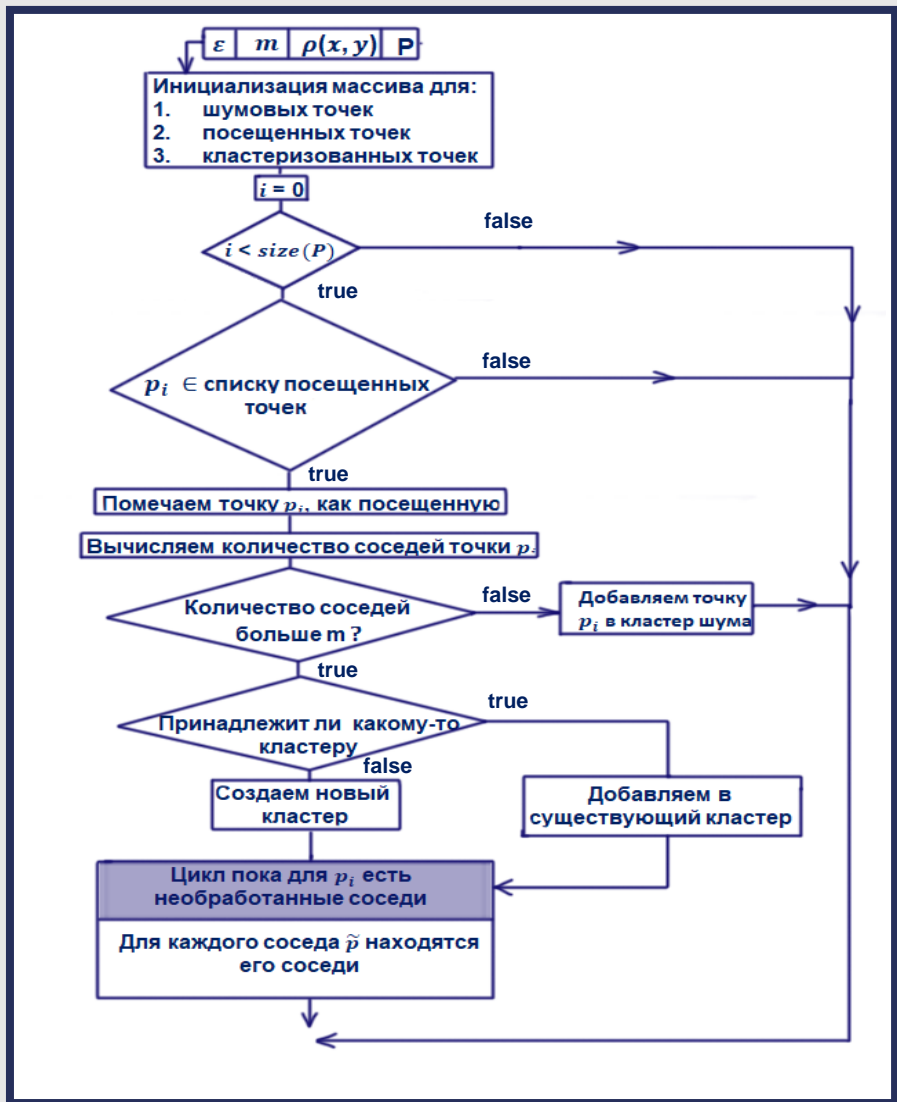 ε m ρ(x, y) P
Инициализация массива для:
1. шумовых точек
2. посещенных точек
3. кластеризованных точек
i = 0
i < size(P)
false
true
p_i ∈ списку посещенных
точек
false
true
Помечаем точку p_i, как посещенную
Вычисляем количество соседей точки p_i
Количество соседей
больше m ?
false
Добавляем точку
p_i в кластер шума
true
Принадлежит ли какому-то
кластеру
true
false
Создаем новый
кластер
Добавляем в
существующий кластер
Цикл пока для p_i есть
необработанные соседи
Для каждого соседа p̃ находятся
его соседи